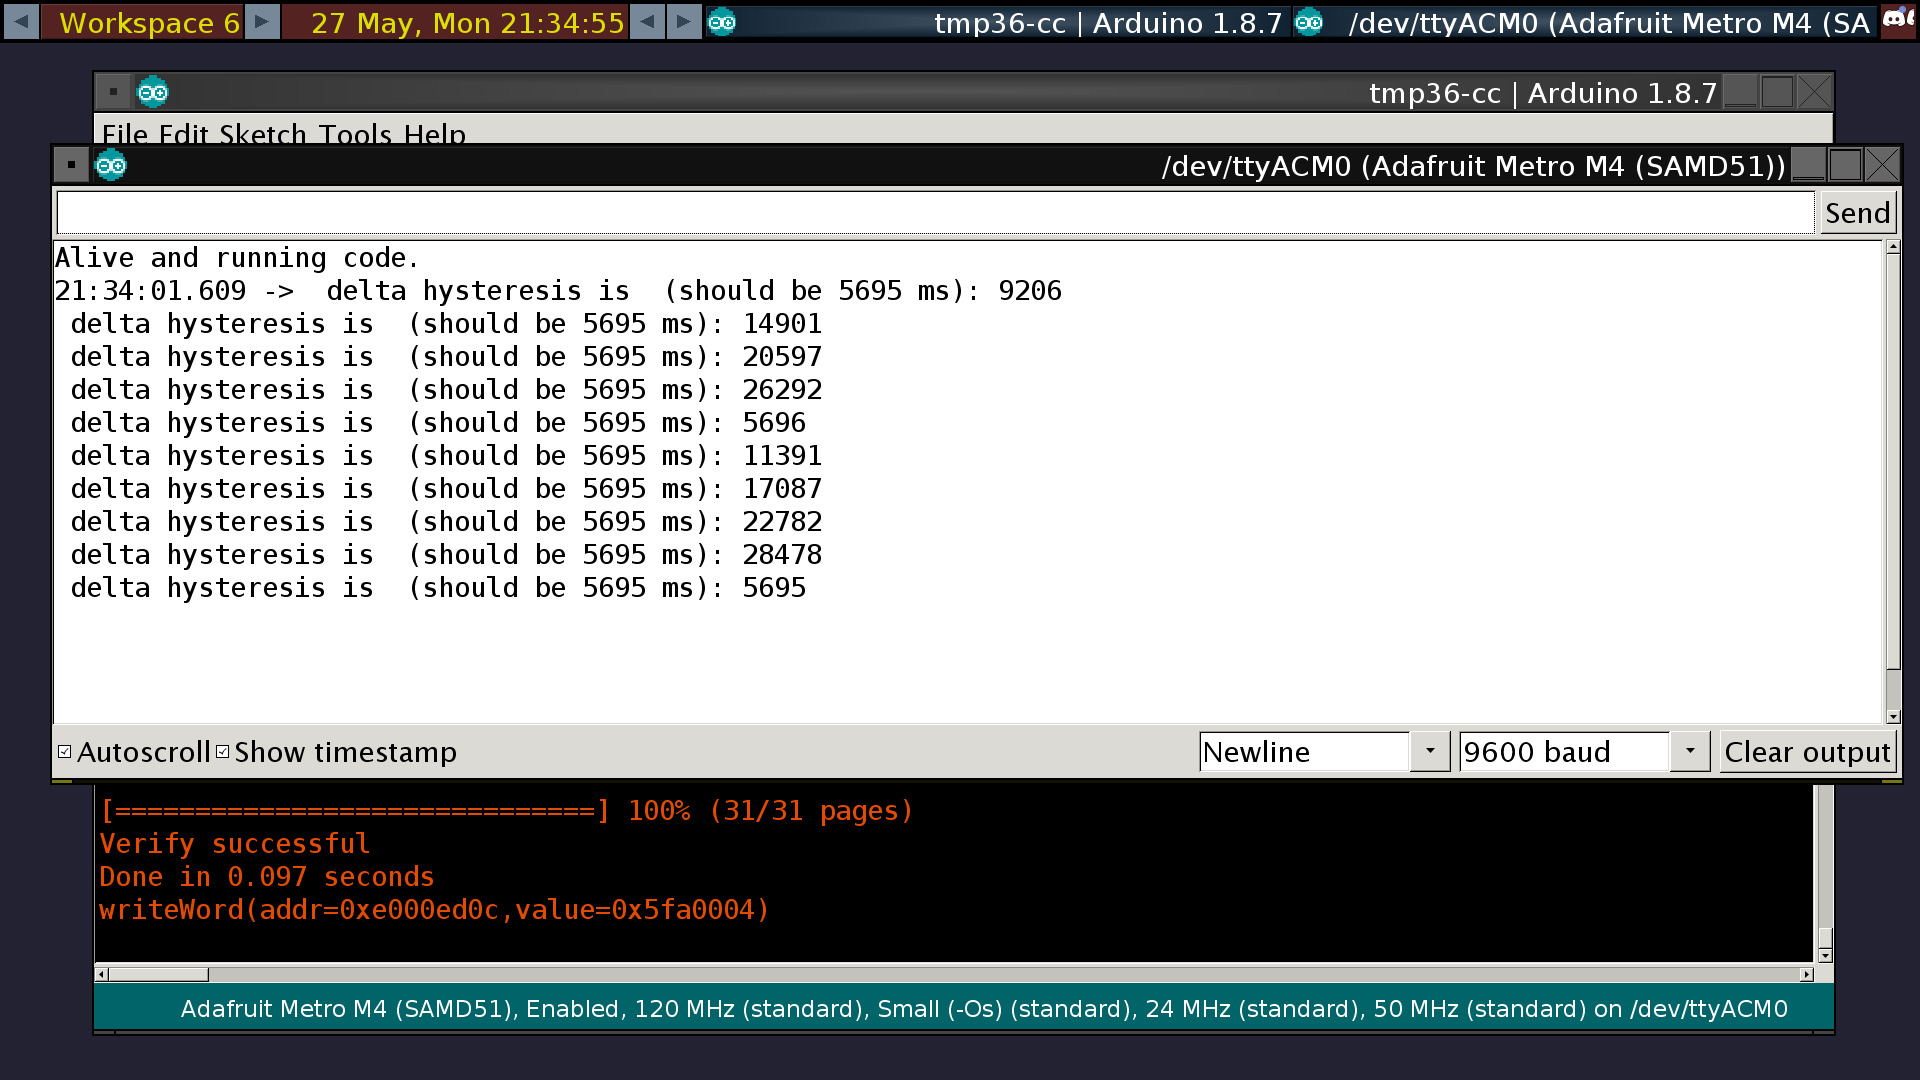 Workspace 6 27 May, Mon 21:34:55 tmp36-cc | Arduino 1.8.7 /dev/ttyACM0 (Adafruit Metro M4 (SA
tmp36-cc | Arduino 1.8.7
File Edit Sketch Tools Help
/dev/ttyACM0 (Adafruit Metro M4 (SAMD51))
Send
Alive and running code.
21:34:01.609 ->  delta hysteresis is  (should be 5695 ms): 9206
delta hysteresis is  (should be 5695 ms): 14901
delta hysteresis is  (should be 5695 ms): 20597
delta hysteresis is  (should be 5695 ms): 26292
delta hysteresis is  (should be 5695 ms): 5696
delta hysteresis is  (should be 5695 ms): 11391
delta hysteresis is  (should be 5695 ms): 17087
delta hysteresis is  (should be 5695 ms): 22782
delta hysteresis is  (should be 5695 ms): 28478
delta hysteresis is  (should be 5695 ms): 5695
Autoscroll Show timestamp Newline 9600 baud Clear output
[==============================] 100% (31/31 pages)
Verify successful
Done in 0.097 seconds
writeWord(addr=0xe000ed0c,value=0x5fa0004)
Adafruit Metro M4 (SAMD51), Enabled, 120 MHz (standard), Small (-Os) (standard), 24 MHz (standard), 50 MHz (standard) on /dev/ttyACM0